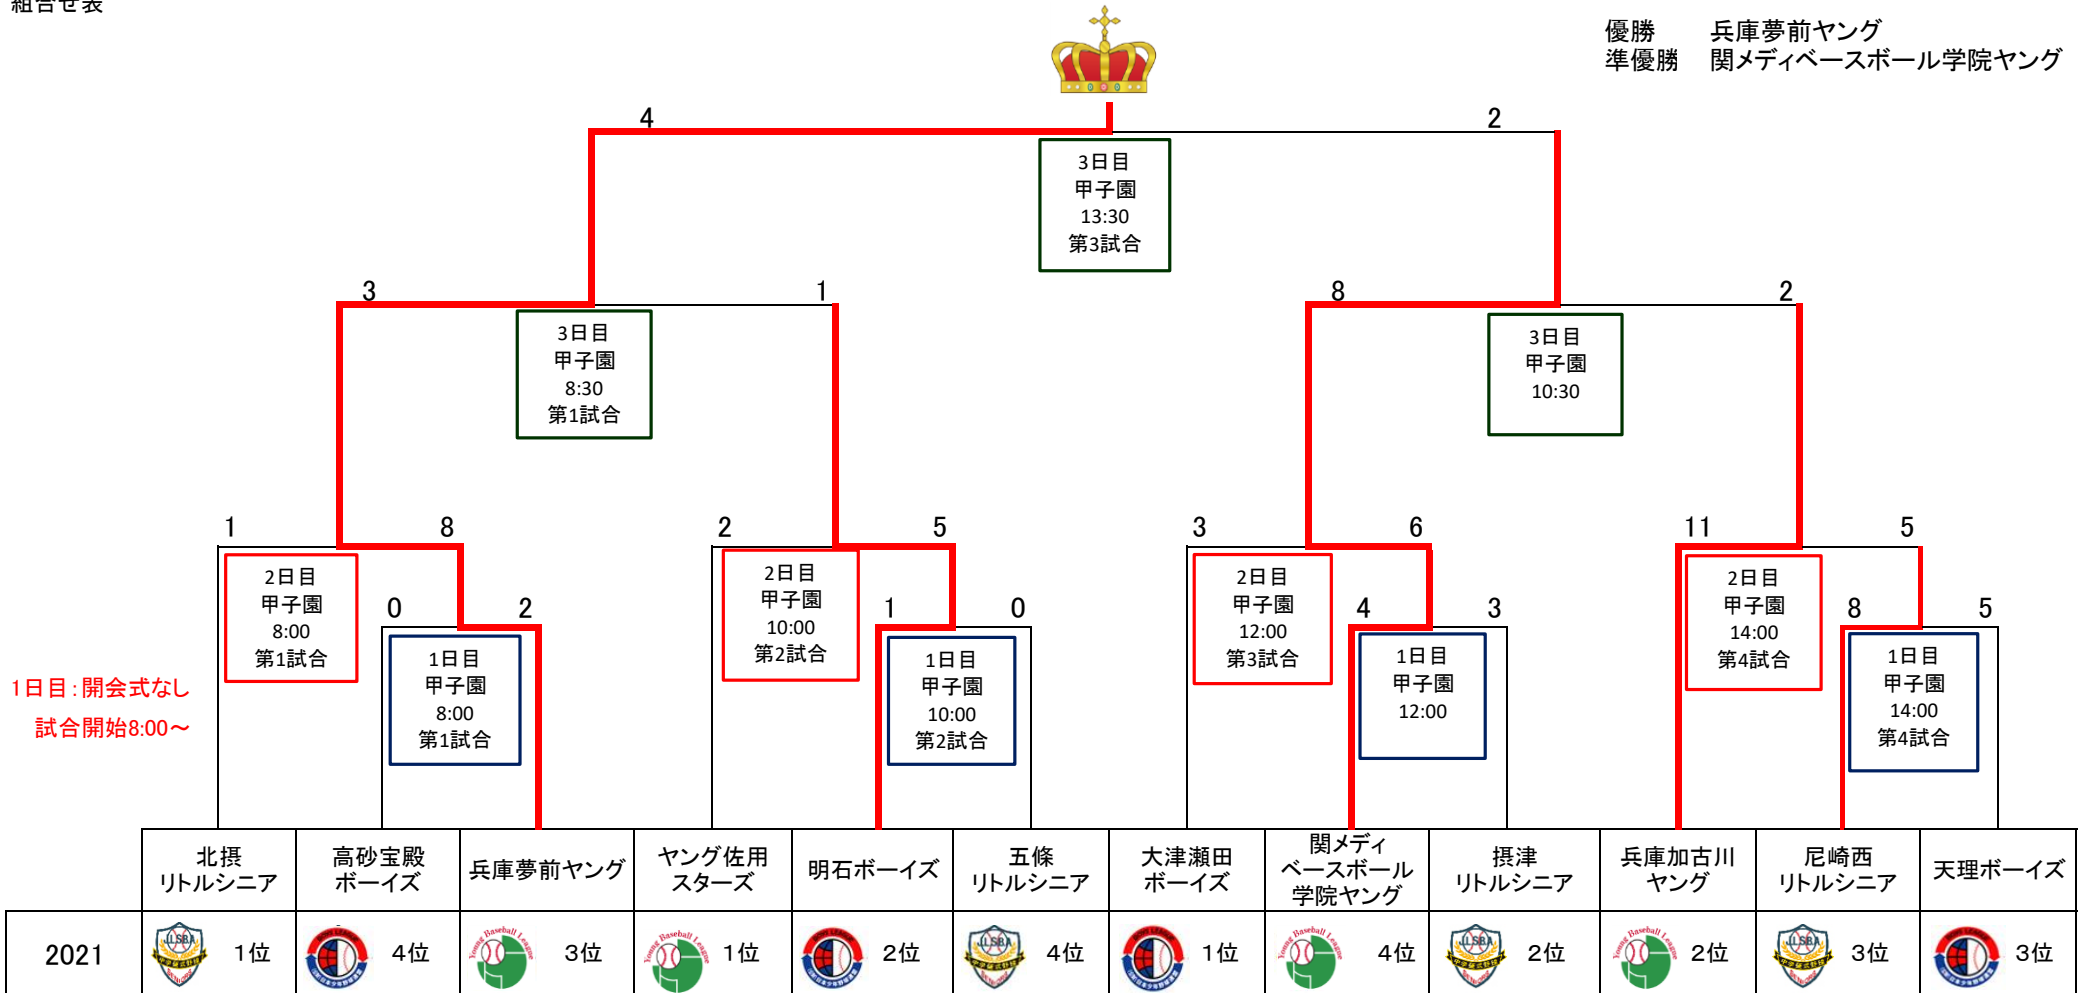 組合せ表
優勝 兵庫夢前ヤング
準優勝 関メディベースボール学院ヤング
4
2
3日目
甲子園
13:30
第3試合
3
1
8
2
3日目
甲子園
8:30
第1試合
3日目
甲子園
10:30
1
8
2
5
3
6
11
5
2日目
甲子園
8:00
第1試合
2日目
甲子園
10:00
第2試合
2日目
甲子園
12:00
第3試合
2日目
甲子園
14:00
第4試合
0
2
1
0
4
3
8
5
1日目
甲子園
8:00
第1試合
1日目
甲子園
10:00
第2試合
1日目
甲子園
12:00
1日目
甲子園
14:00
第4試合
1日目:開会式なし
試合開始8:00~
北摂
リトルシニア
高砂宝殿
ボーイズ
兵庫夢前ヤング
ヤング佐用
スターズ
明石ボーイズ
五條
リトルシニア
大津瀬田
ボーイズ
関メディ
ベースボール
学院ヤング
摂津
リトルシニア
兵庫加古川
ヤング
尼崎西
リトルシニア
天理ボーイズ
2021 1位 4位 3位 1位 2位 4位 1位 4位 2位 2位 3位 3位